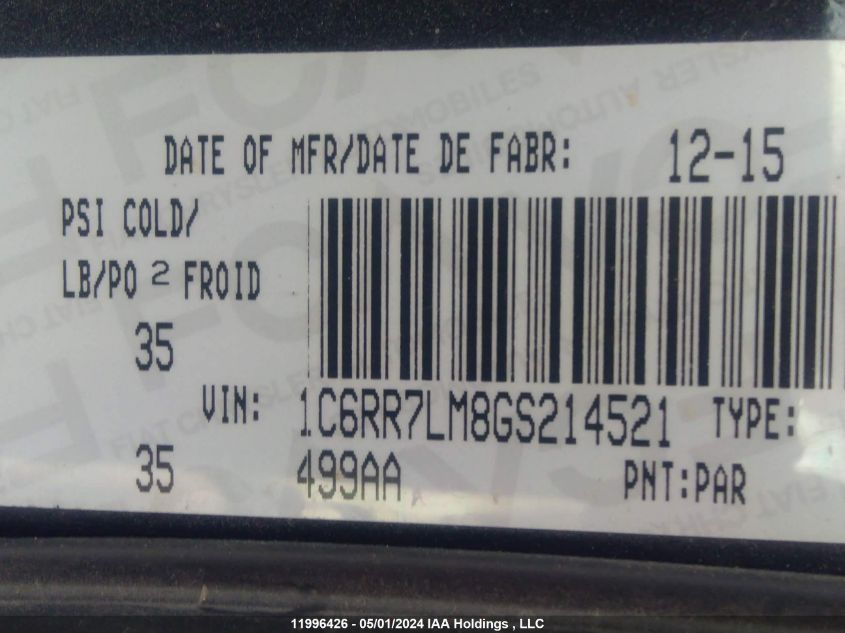 DATE OF MFR/DATE DE FABR: 12-15
PSI COLD/
LB/PO 2 FROID
35
VIN: 1C6RR7LM8GS214521 TYPE:
35 499AA PNT:PAR
11996426 - 05/01/2024 IAA Holdings , LLC